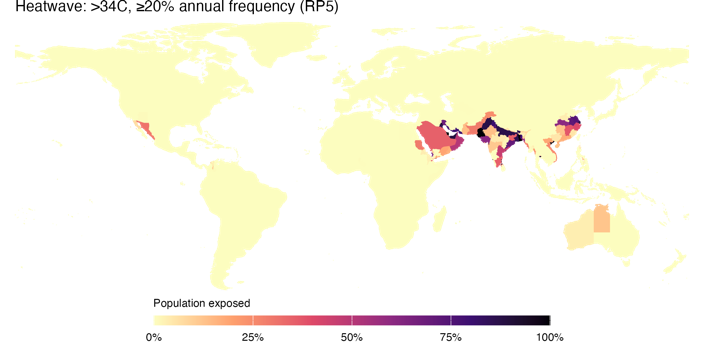 Heatwave: >34C, ≥20% annual frequency (RP5)
Population exposed
0% 25% 50% 75% 100%